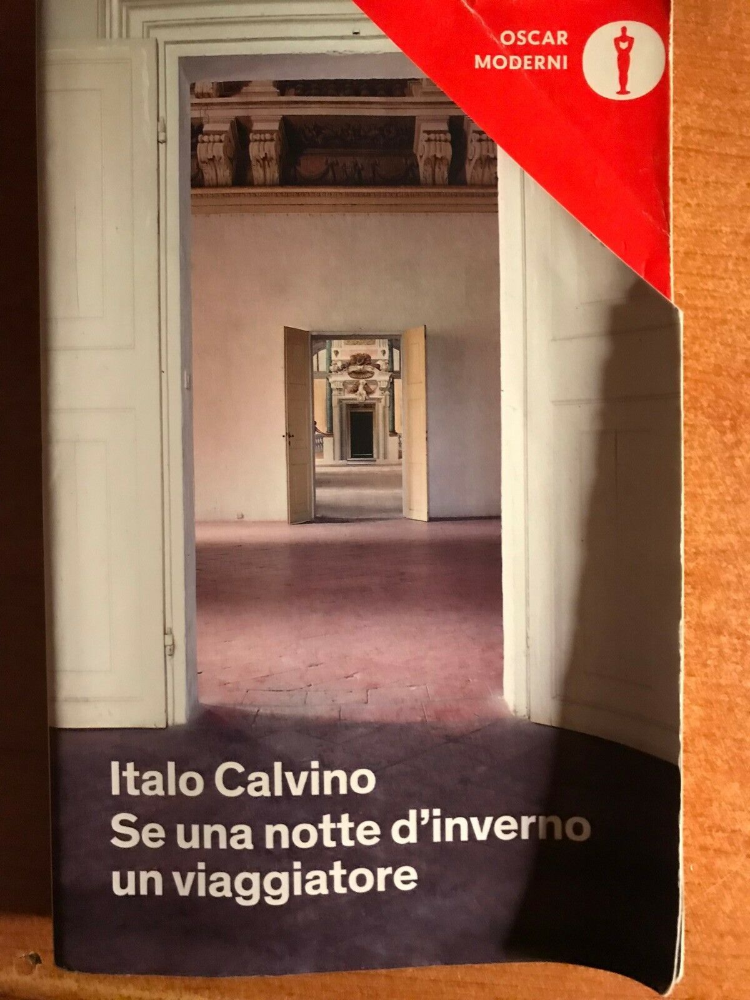 OSCAR
MODERNI
Italo Calvino
Se una notte d’inverno
un viaggiatore